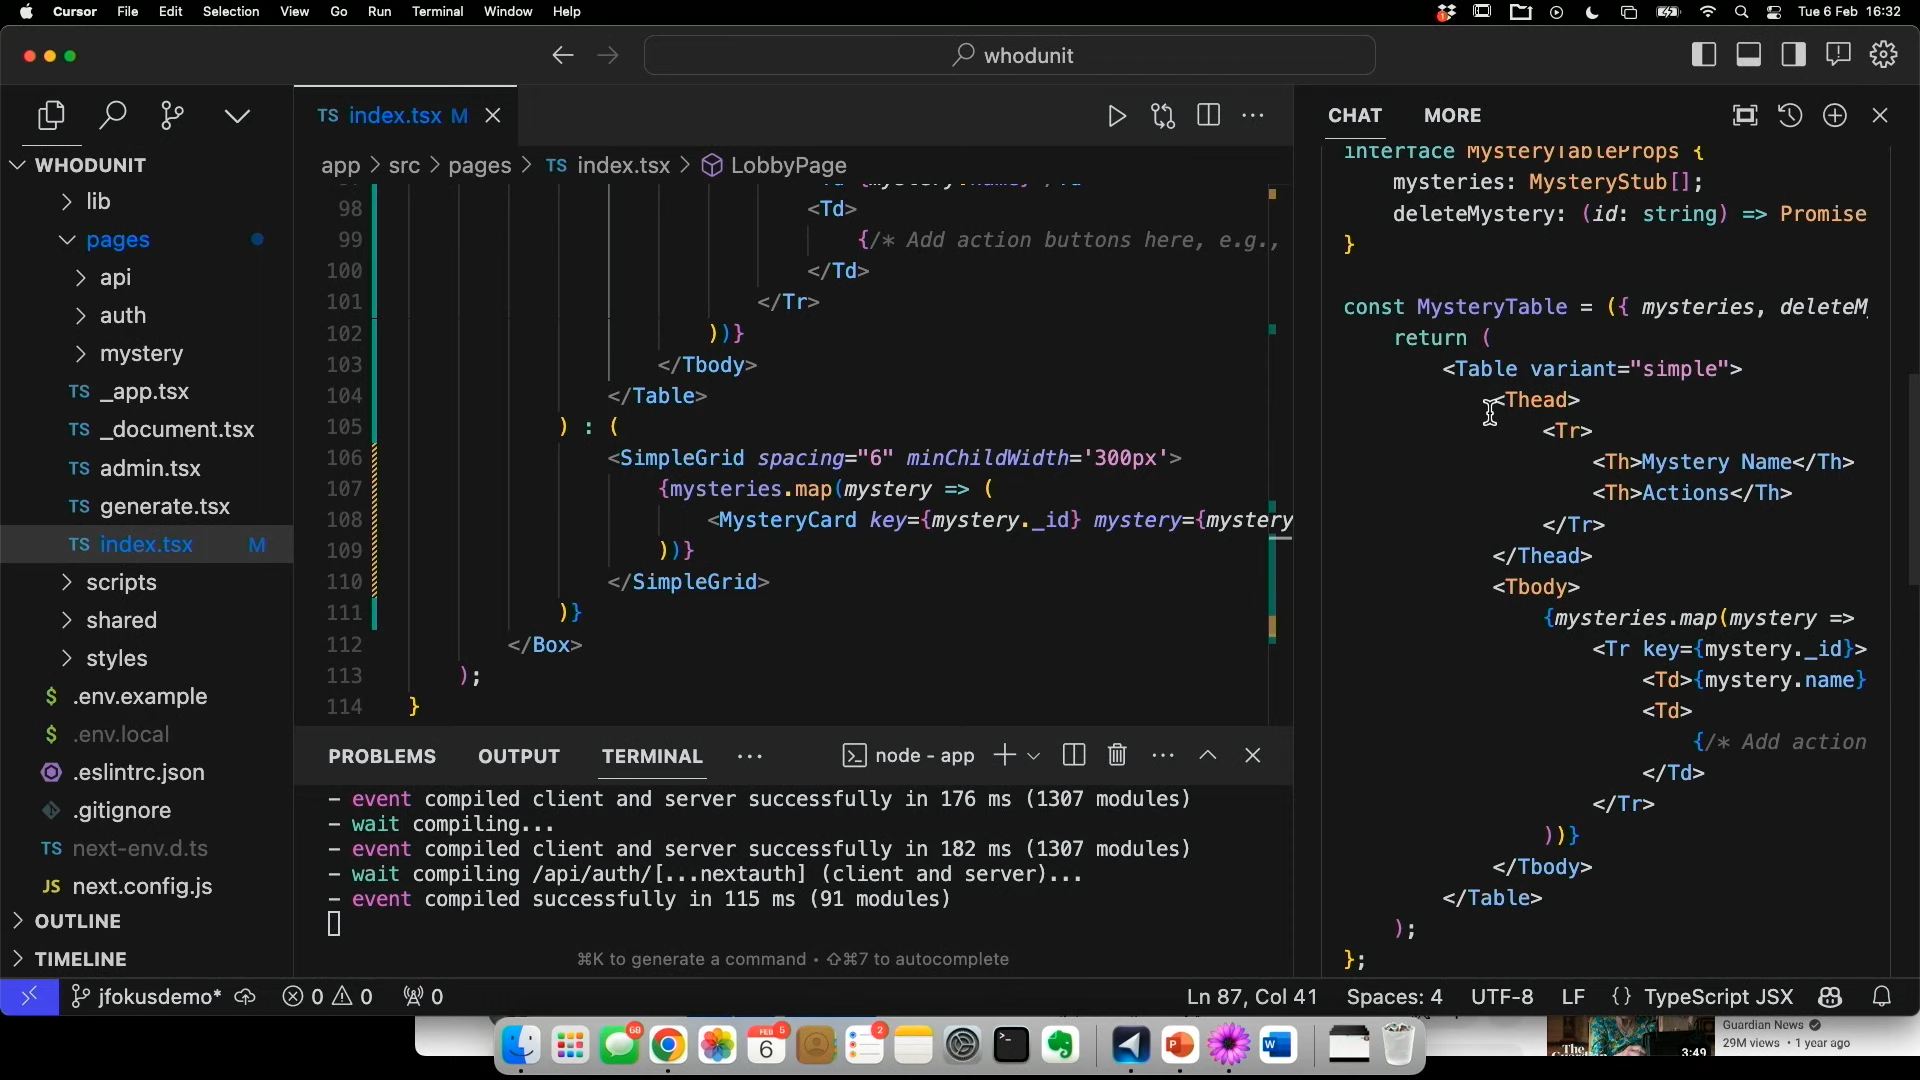 Cursor File Edit Selection View Go Run Terminal Window Help
Tue 6 Feb 16:32
whodunit
TS index.tsx M
CHAT MORE
WHODUNIT
app > src > pages > TS index.tsx > LobbyPage
lib
pages
api
auth
mystery
TS _app.tsx
TS _document.tsx
TS admin.tsx
TS generate.tsx
TS index.tsx M
scripts
shared
styles
$ .env.example
$ .env.local
.eslintrc.json
.gitignore
TS next-env.d.ts
JS next.config.js
OUTLINE
TIMELINE
98 <Td>
99 {/* Add action buttons here, e.g.,
100 </Td>
101 </Tr>
102 ))}
103 </Tbody>
104 </Table>
105 ) : (
106 <SimpleGrid spacing="6" minChildWidth='300px'>
107 {mysteries.map(mystery => (
108 <MysteryCard key={mystery._id} mystery={mystery
109 ))}
110 </SimpleGrid>
111 )}
112 </Box>
113 );
114 }
PROBLEMS OUTPUT TERMINAL ··· node - app
– event compiled client and server successfully in 176 ms (1307 modules)
– wait compiling...
– event compiled client and server successfully in 182 ms (1307 modules)
– wait compiling /api/auth/[...nextauth] (client and server)...
– event compiled successfully in 115 ms (91 modules)
⌘K to generate a command · ⇧⌘7 to autocomplete
interface MysteryTableProps {
mysteries: MysteryStub[];
deleteMystery: (id: string) => Promise
}
const MysteryTable = ({ mysteries, deleteM
return (
<Table variant="simple">
<Thead>
<Tr>
<Th>Mystery Name</Th>
<Th>Actions</Th>
</Tr>
</Thead>
<Tbody>
{mysteries.map(mystery =>
<Tr key={mystery._id}>
<Td>{mystery.name}
<Td>
{/* Add action
</Td>
</Tr>
))}
</Tbody>
</Table>
);
};
jfokusdemo* 0 0 0 Ln 87, Col 41 Spaces: 4 UTF-8 LF {} TypeScript JSX
68
FEB 5
6
2
The
3:49
Guardian News
29M views • 1 year ago